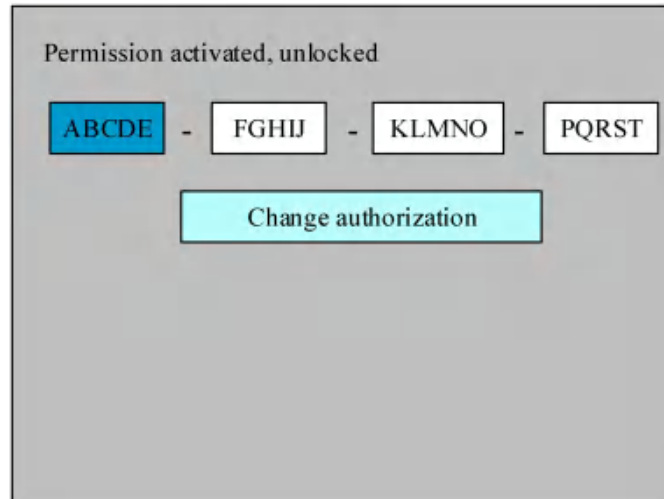 Permission activated, unlocked
ABCDE - FGHIJ - KLMNO - PQRST
Change authorization